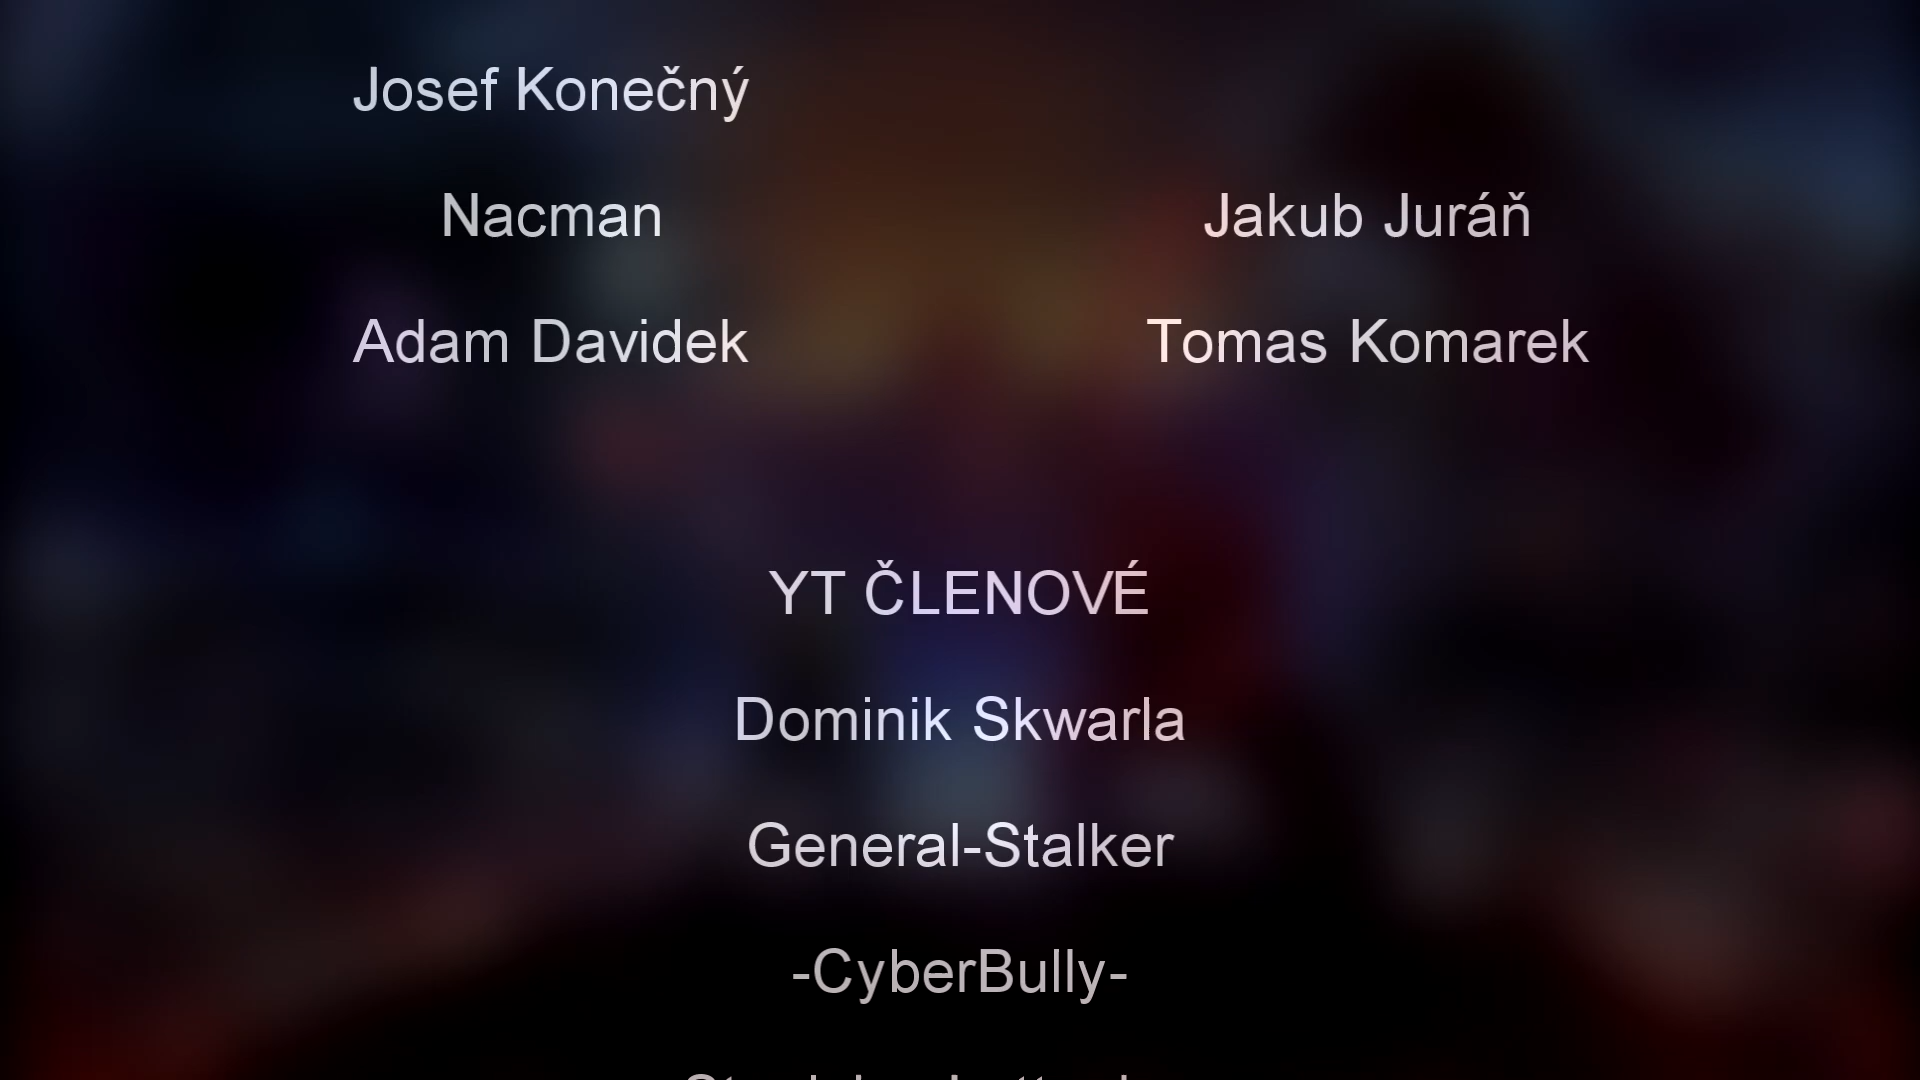 Josef Konečný
Nacman Jakub Juráň
Adam Davidek Tomas Komarek
YT ČLENOVÉ
Dominik Skwarla
General-Stalker
-CyberBully-